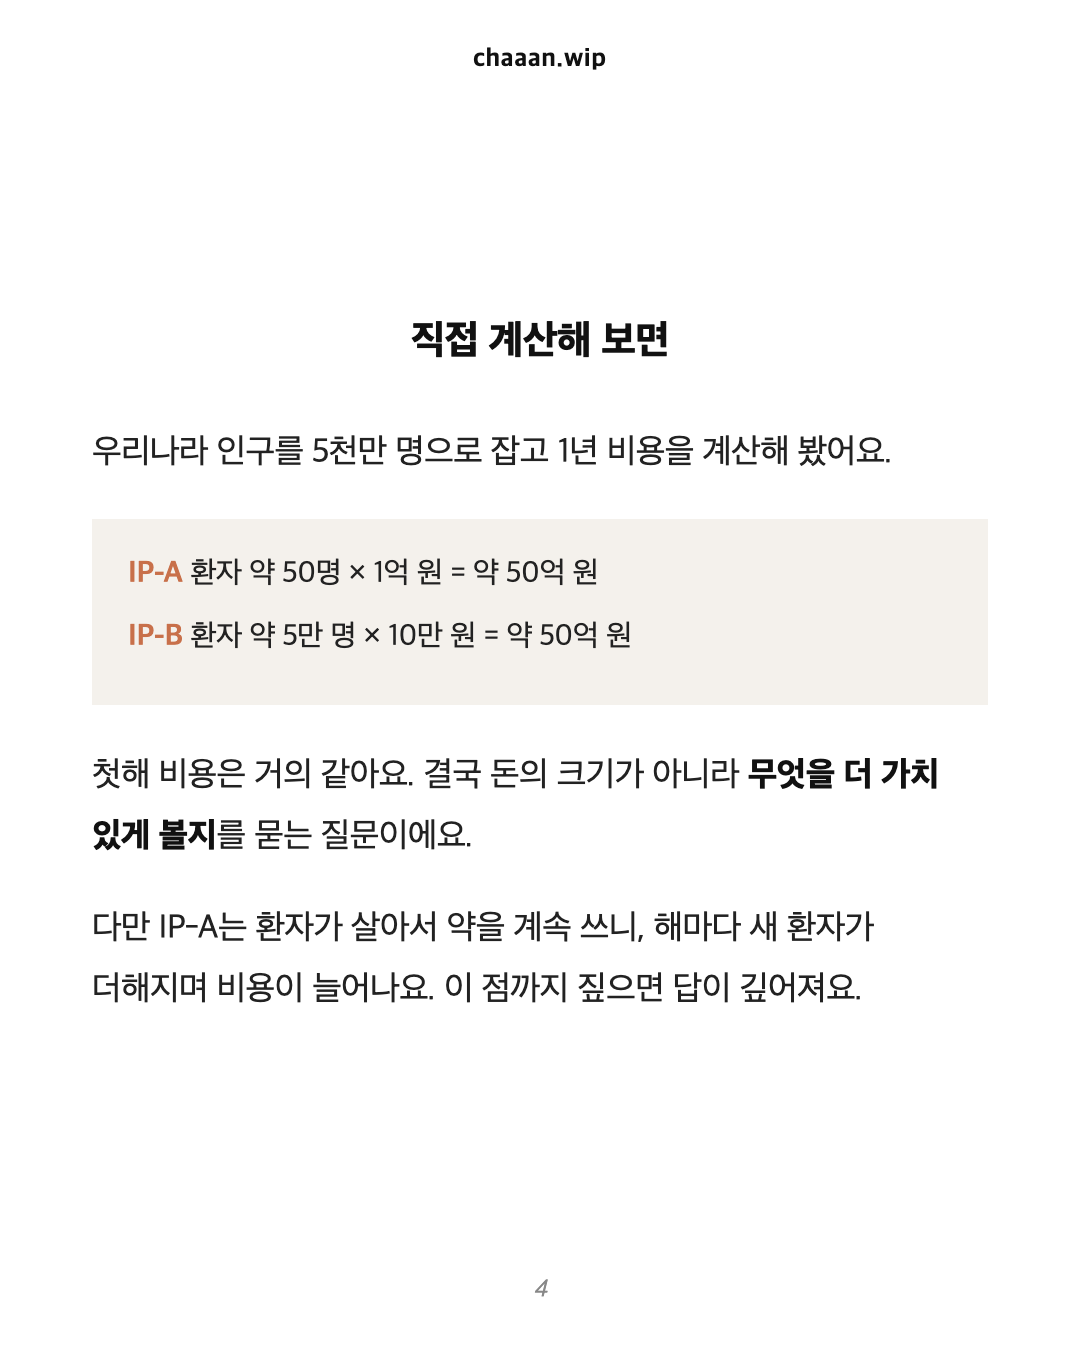 chaaan.wip
직접 계산해 보면
우리나라 인구를 5천만 명으로 잡고 1년 비용을 계산해 봤어요.
IP-A 환자 약 50명 × 1억 원 = 약 50억 원
IP-B 환자 약 5만 명 × 10만 원 = 약 50억 원
첫해 비용은 거의 같아요. 결국 돈의 크기가 아니라 무엇을 더 가치
있게 볼지를 묻는 질문이에요.
다만 IP-A는 환자가 살아서 약을 계속 쓰니, 해마다 새 환자가
더해지며 비용이 늘어나요. 이 점까지 짚으면 답이 깊어져요.
4